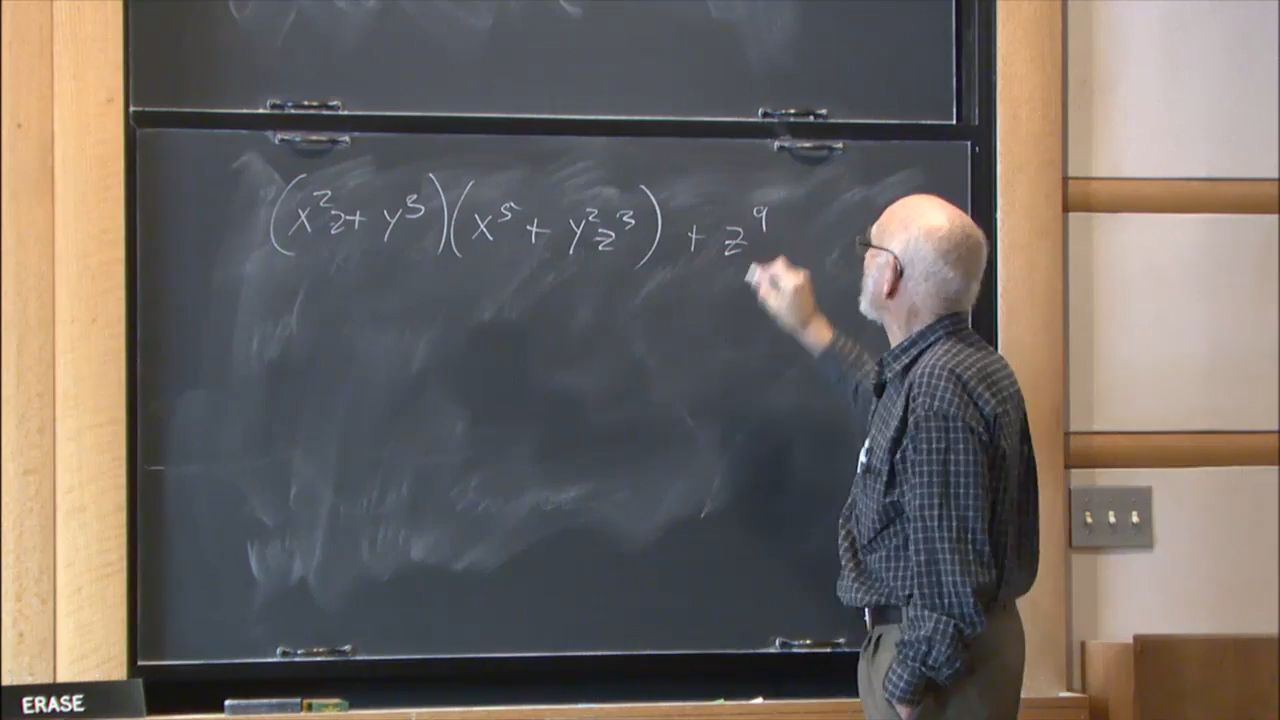 (x²z + y³)(x⁵ + y²z³) + z⁹
ERASE